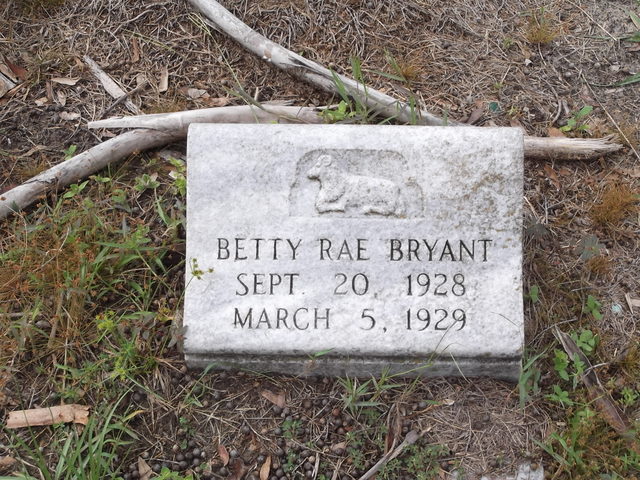 BETTY RAE BRYANT
SEPT. 20, 1928
MARCH 5, 1929